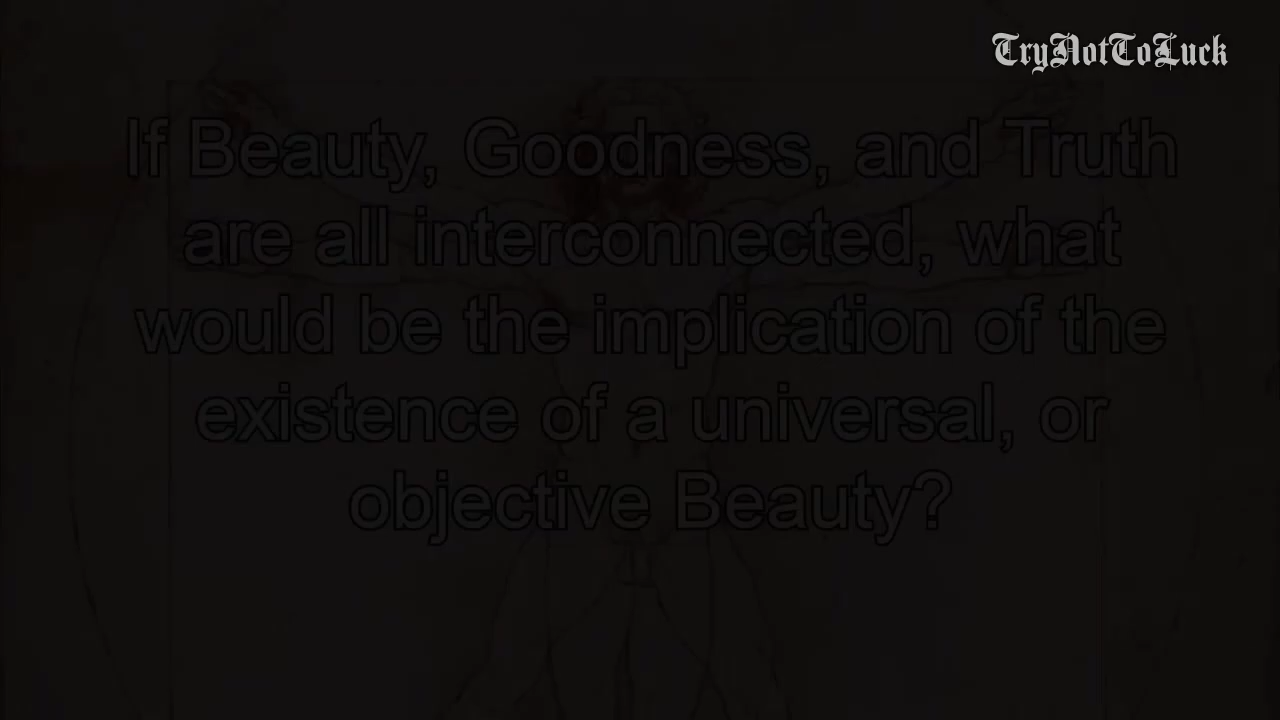 TryNotToLuck
If Beauty, Goodness, and Truth
are all interconnected, what
would be the implication of the
existence of a universal, or
objective Beauty?